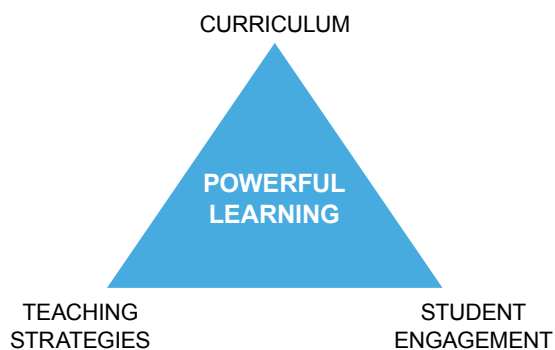 CURRICULUM
POWERFUL
LEARNING
TEACHING
STRATEGIES
STUDENT
ENGAGEMENT